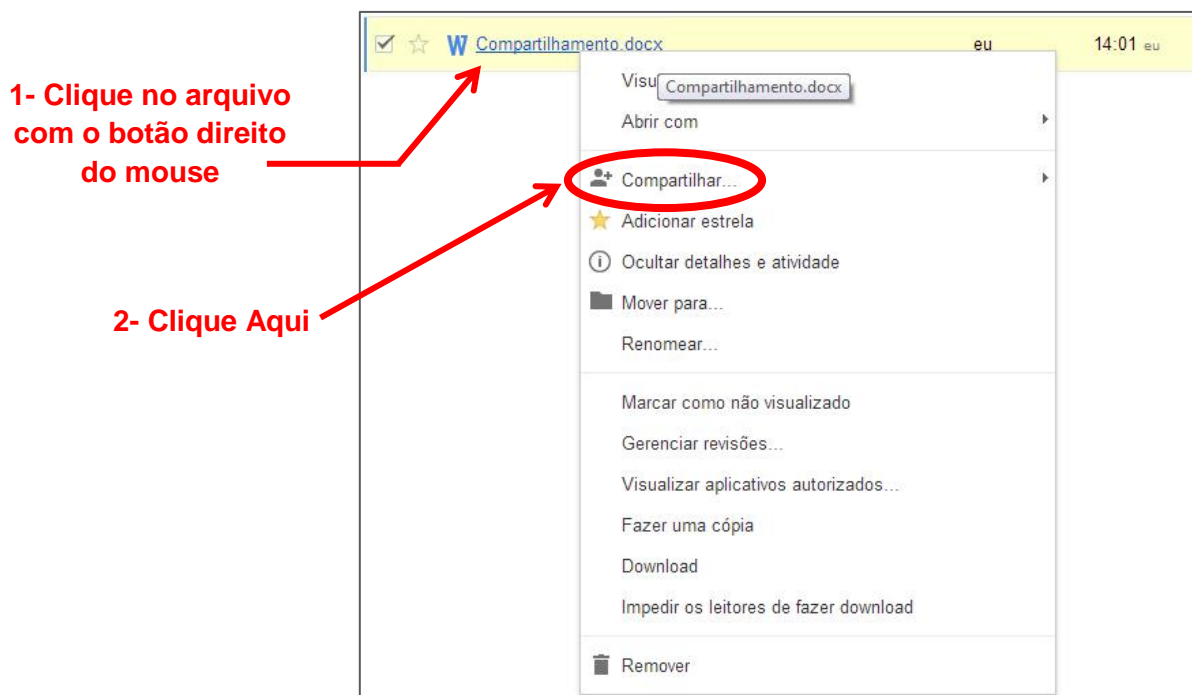 Compartilhamento.docx eu 14:01 eu
1- Clique no arquivo
com o botão direito
do mouse
Visu
Compartilhamento.docx
Abrir com
Compartilhar...
Adicionar estrela
Ocultar detalhes e atividade
2- Clique Aqui
Mover para...
Renomear...
Marcar como não visualizado
Gerenciar revisões...
Visualizar aplicativos autorizados...
Fazer uma cópia
Download
Impedir os leitores de fazer download
Remover